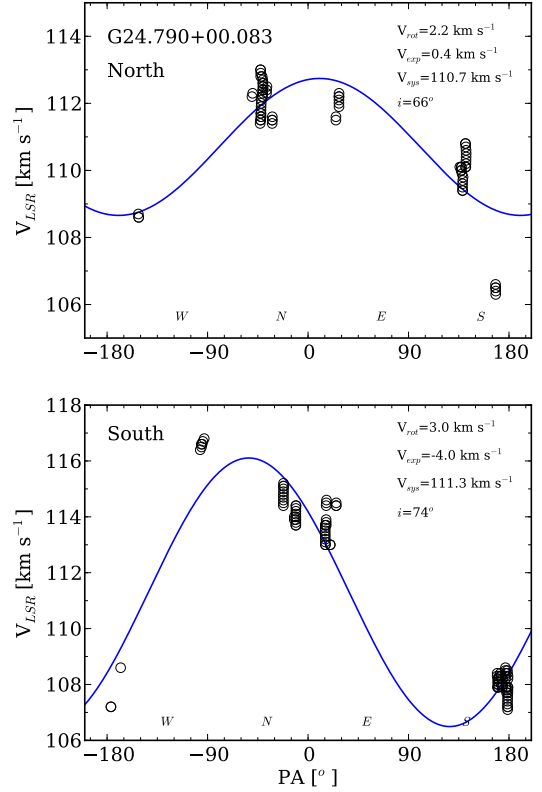 G24.790+00.083
North
V_rot=2.2 km s⁻¹
V_exp=0.4 km s⁻¹
V_sys=110.7 km s⁻¹
i=66°
V_LSR [km s⁻¹]
114
112
110
108
106
W N E S
−180 −90 0 90 180
South
V_rot=3.0 km s⁻¹
V_exp=-4.0 km s⁻¹
V_sys=111.3 km s⁻¹
i=74°
V_LSR [km s⁻¹]
118
116
114
112
110
108
106
W N E S
−180 −90 0 90 180
PA [°]